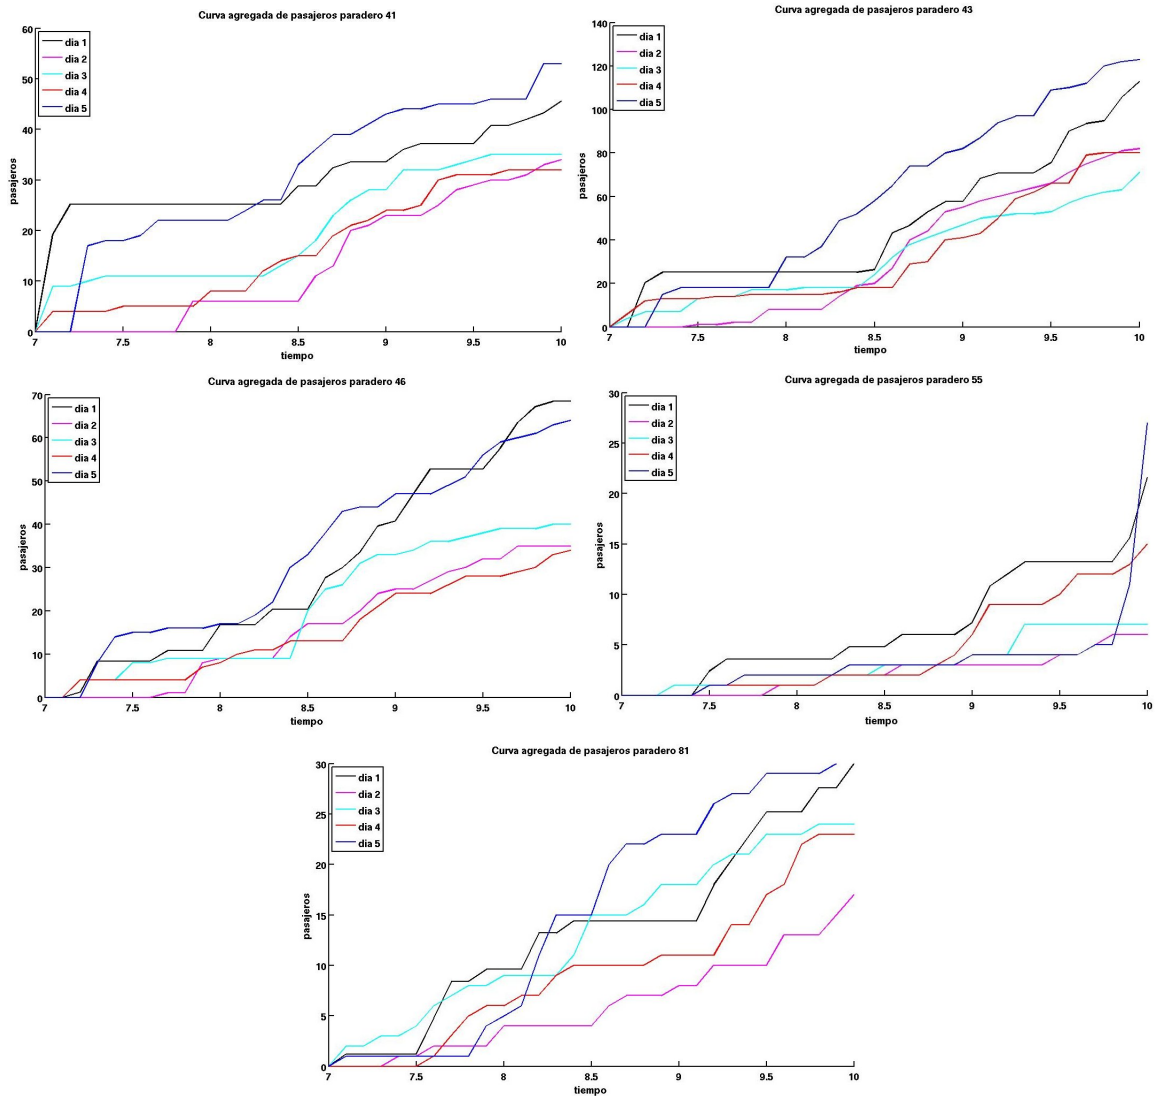 Curva agregada de pasajeros paradero 41
60
50
40
30
20
10
0
pasajeros
dia 1
dia 2
dia 3
dia 4
dia 5
7
7.5
8
8.5
9
9.5
10
tiempo
Curva agregada de pasajeros paradero 43
140
120
100
80
60
40
20
0
pasajeros
dia 1
dia 2
dia 3
dia 4
dia 5
7
7.5
8
8.5
9
9.5
10
tiempo
Curva agregada de pasajeros paradero 46
70
60
50
40
30
20
10
0
pasajeros
dia 1
dia 2
dia 3
dia 4
dia 5
7
7.5
8
8.5
9
9.5
10
tiempo
Curva agregada de pasajeros paradero 55
30
25
20
15
10
5
0
pasajeros
dia 1
dia 2
dia 3
dia 4
dia 5
7
7.5
8
8.5
9
9.5
10
tiempo
Curva agregada de pasajeros paradero 81
30
25
20
15
10
5
0
pasajeros
dia 1
dia 2
dia 3
dia 4
dia 5
7
7.5
8
8.5
9
9.5
10
tiempo